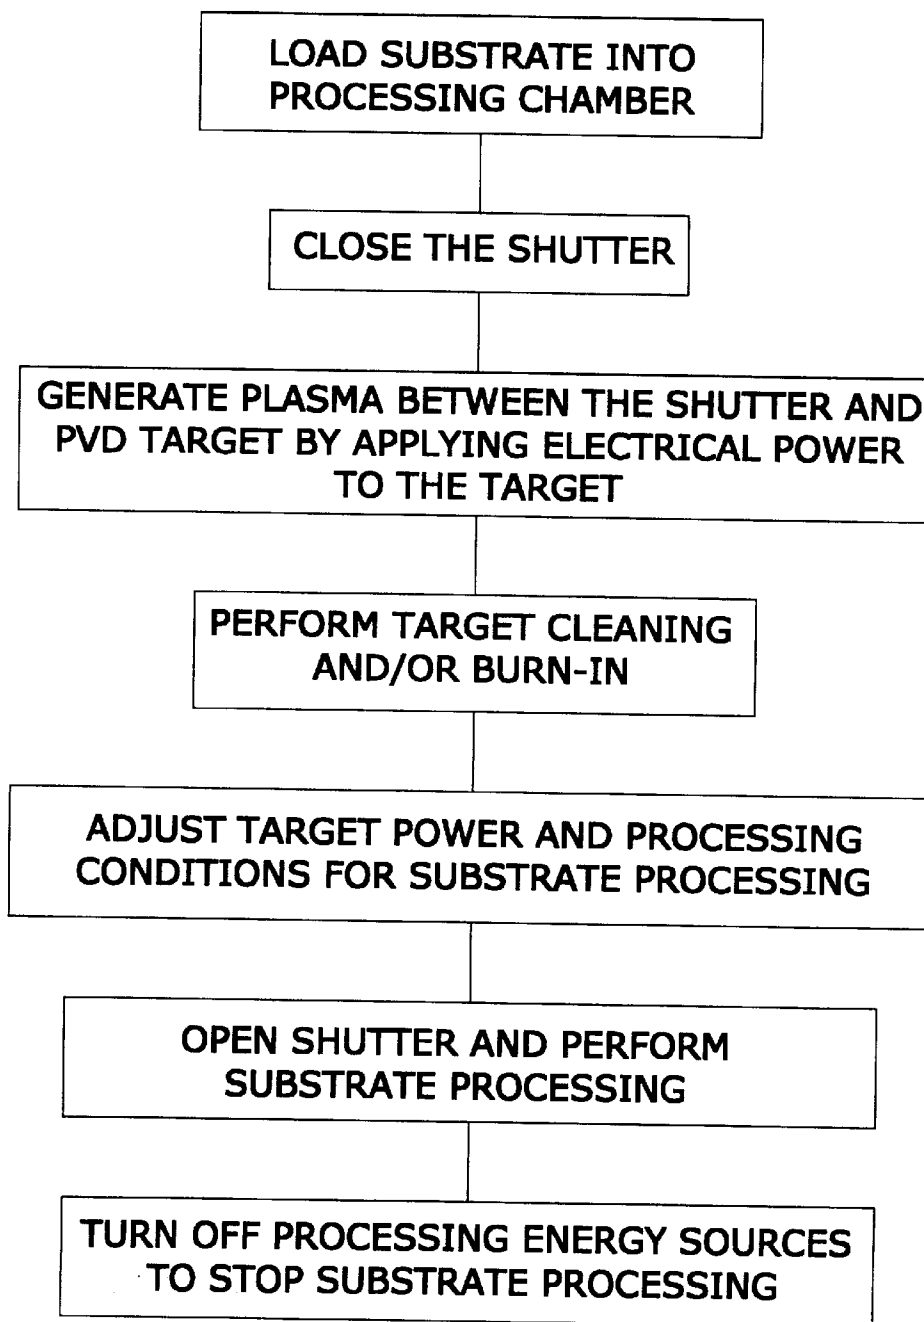 LOAD SUBSTRATE INTO
PROCESSING CHAMBER
CLOSE THE SHUTTER
GENERATE PLASMA BETWEEN THE SHUTTER AND
PVD TARGET BY APPLYING ELECTRICAL POWER
TO THE TARGET
PERFORM TARGET CLEANING
AND/OR BURN-IN
ADJUST TARGET POWER AND PROCESSING
CONDITIONS FOR SUBSTRATE PROCESSING
OPEN SHUTTER AND PERFORM
SUBSTRATE PROCESSING
TURN OFF PROCESSING ENERGY SOURCES
TO STOP SUBSTRATE PROCESSING